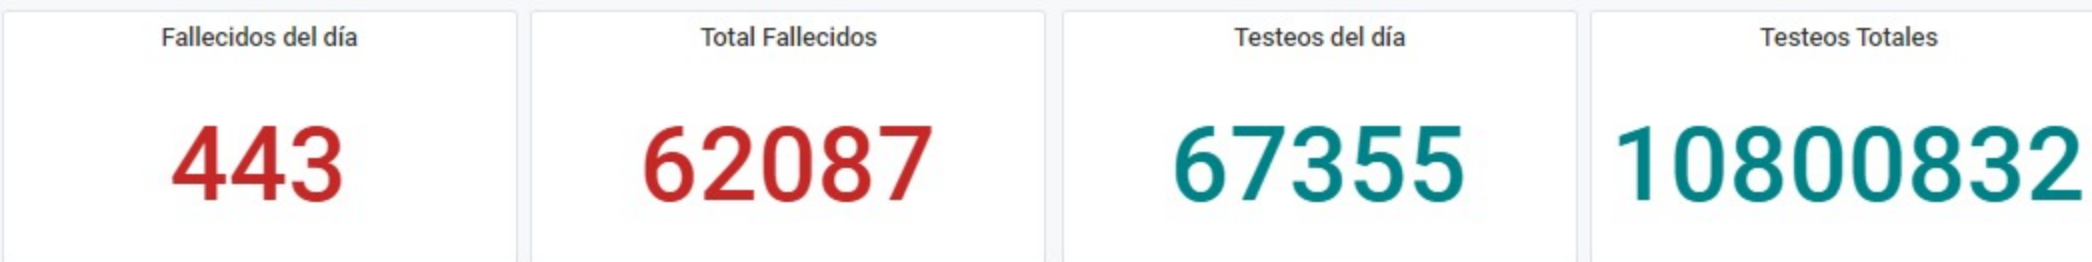 Fallecidos del día
443
Total Fallecidos
62087
Testeos del día
67355
Testeos Totales
10800832